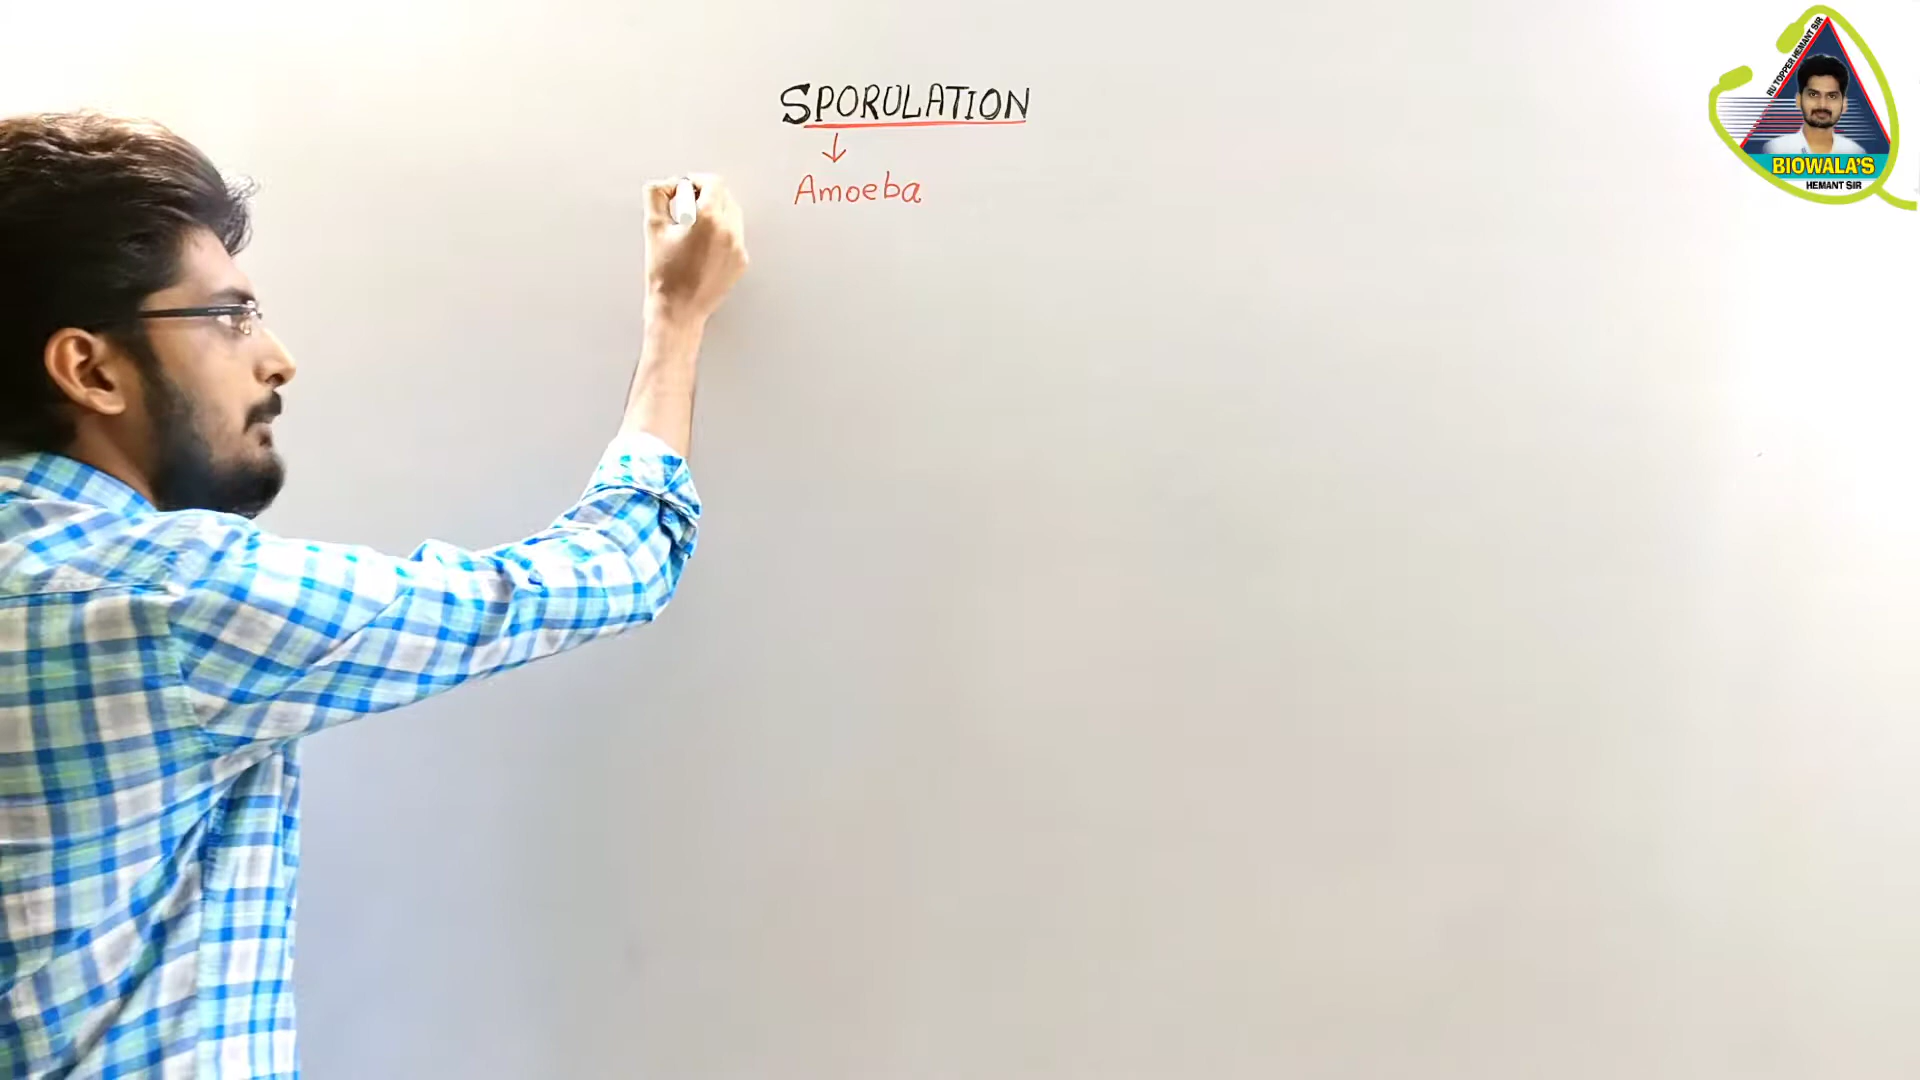 SPORULATION
Amoeba
RU TOPPER HEMANT SIR
BIOWALA'S
HEMANT SIR